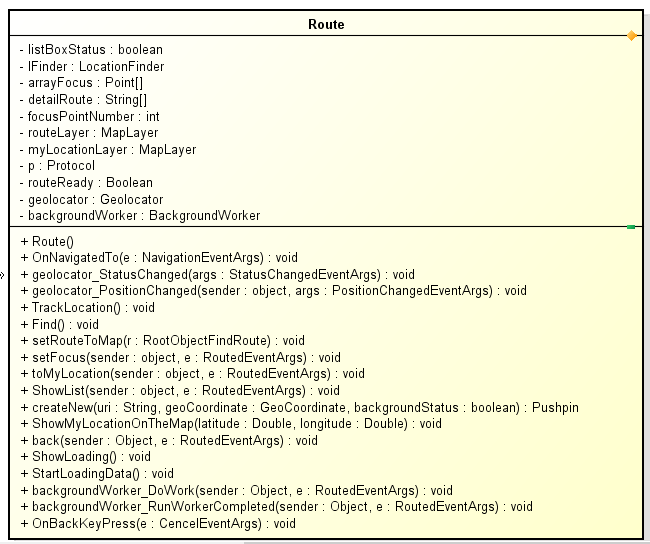 Route
- listBoxStatus : boolean
- lFinder : LocationFinder
- arrayFocus : Point[]
- detailRoute : String[]
- focusPointNumber : int
- routeLayer : MapLayer
- myLocationLayer : MapLayer
- p : Protocol
- routeReady : Boolean
- geolocator : Geolocator
- backgroundWorker : BackgroundWorker
+ Route()
+ OnNavigatedTo(e : NavigationEventArgs) : void
+ geolocator_StatusChanged(args : StatusChangedEventArgs) : void
+ geolocator_PositionChanged(sender : object, args : PositionChangedEventArgs) : void
+ TrackLocation() : void
+ Find() : void
+ setRouteToMap(r : RootObjectFindRoute) : void
+ setFocus(sender : object, e : RoutedEventArgs) : void
+ toMyLocation(sender : object, e : RoutedEventArgs) : void
+ ShowList(sender : object, e : RoutedEventArgs) : void
+ createNew(uri : String, geoCoordinate : GeoCoordinate, backgroundStatus : boolean) : Pushpin
+ ShowMyLocationOnTheMap(latitude : Double, longitude : Double) : void
+ back(sender : Object, e : RoutedEventArgs) : void
+ ShowLoading() : void
+ StartLoadingData() : void
+ backgroundWorker_DoWork(sender : Object, e : RoutedEventArgs) : void
+ backgroundWorker_RunWorkerCompleted(sender : Object, e : RoutedEventArgs) : void
+ OnBackKeyPress(e : CencelEventArgs) : void